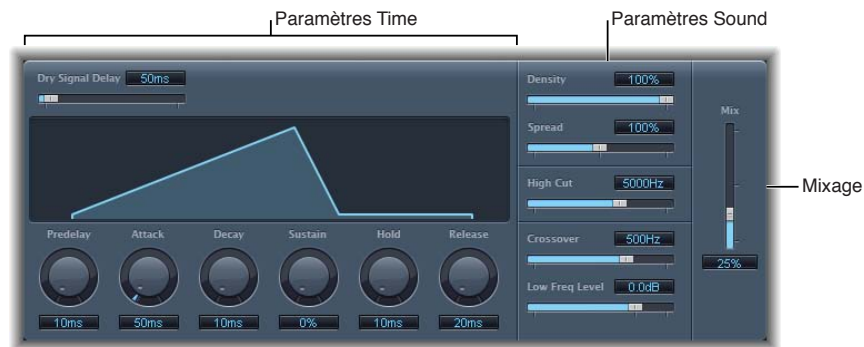 Paramètres Time
Paramètres Sound
Dry Signal Delay 50ms
Density 100%
Spread 100%
Mix
High Cut 5000Hz
Mixage
Predelay Attack Decay Sustain Hold Release
Crossover 500Hz
25%
Low Freq Level 0.0dB
10ms 50ms 10ms 0% 10ms 20ms